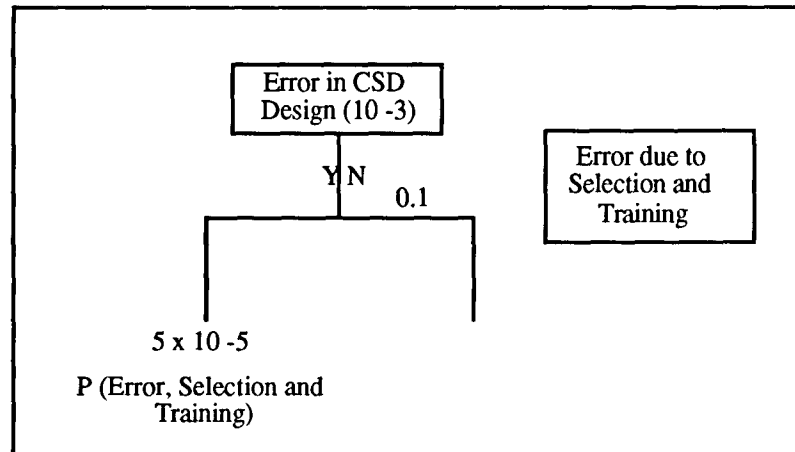 Error in CSD
Design (10 -3)
Y N
0.1
Error due to
Selection and
Training
5 x 10 -5
P (Error, Selection and
Training)